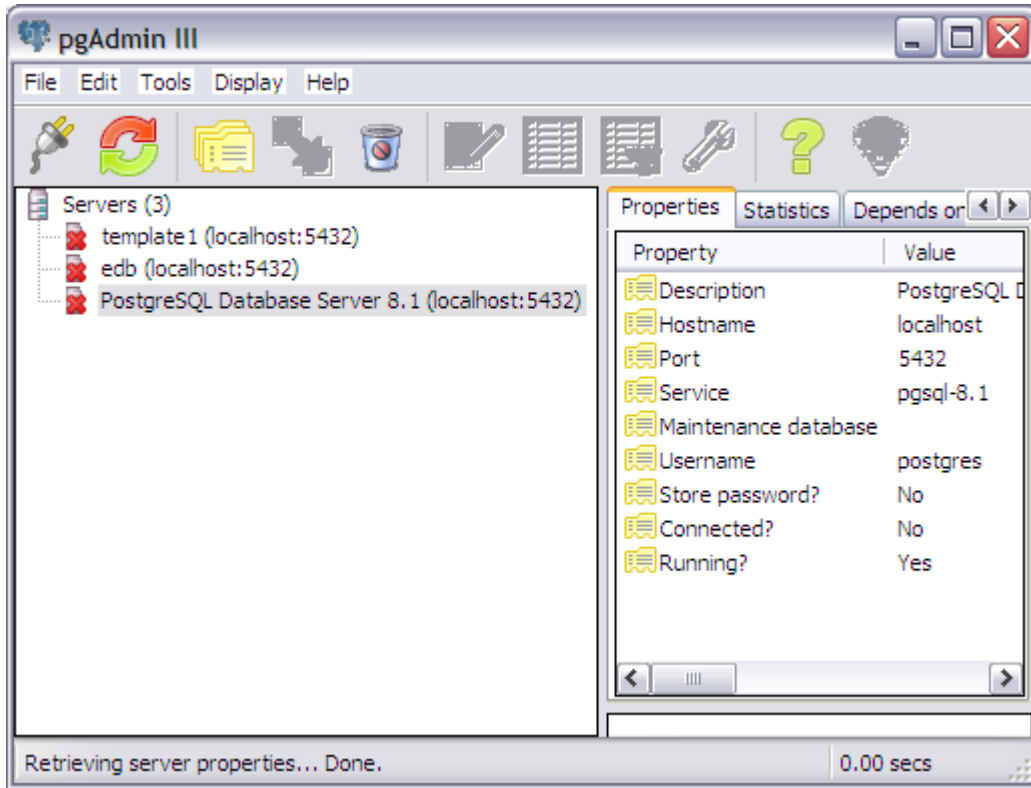 pgAdmin III
File Edit Tools Display Help
Servers (3)
template1 (localhost:5432)
edb (localhost:5432)
PostgreSQL Database Server 8.1 (localhost:5432)
Properties Statistics Depends or
Property Value
Description PostgreSQL D
Hostname localhost
Port 5432
Service pgsql-8.1
Maintenance database
Username postgres
Store password? No
Connected? No
Running? Yes
Retrieving server properties... Done. 0.00 secs